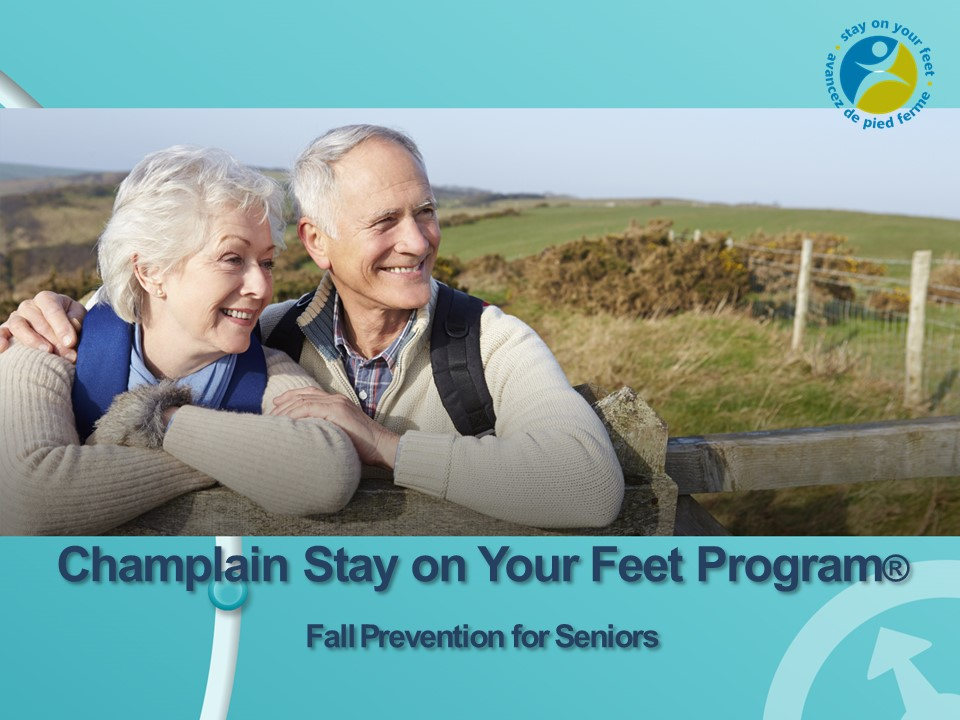 stay on your feet
avancez de pied ferme
Champlain Stay on Your Feet Program®
Fall Prevention for Seniors